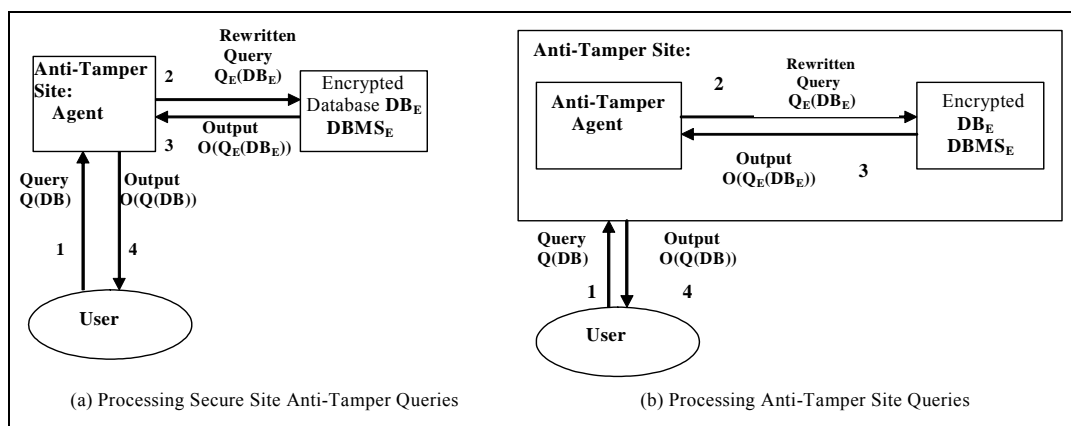 Anti-Tamper
Site:
Agent
2
Rewritten
Query
Q_E(DB_E)
Encrypted
Database DB_E
DBMS_E
3
Output
O(Q_E(DB_E))
Query
Q(DB)
Output
O(Q(DB))
1
4
User
(a) Processing Secure Site Anti-Tamper Queries
Anti-Tamper Site:
Anti-Tamper
Agent
2
Rewritten
Query
Q_E(DB_E)
Encrypted
DB_E
DBMS_E
Output
O(Q_E(DB_E))
3
Query
Q(DB)
Output
O(Q(DB))
1
4
User
(b) Processing Anti-Tamper Site Queries